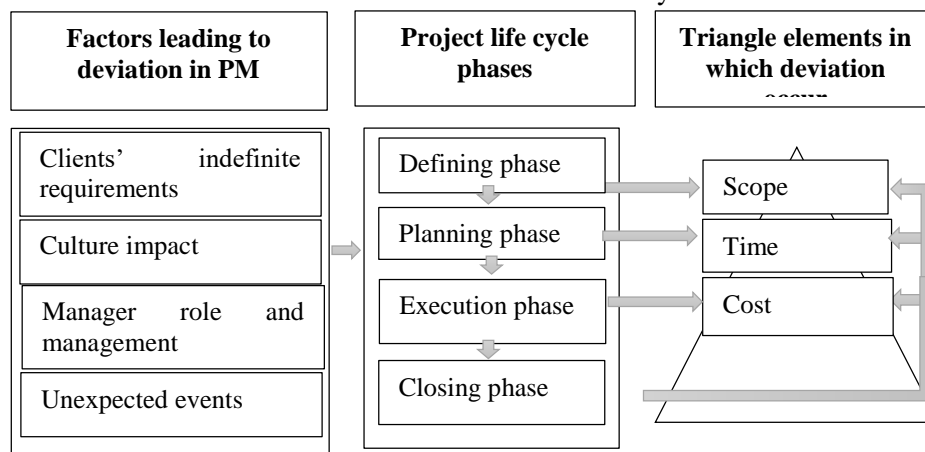 Factors leading to
deviation in PM
Project life cycle
phases
Triangle elements in
which deviation
Clients' indefinite
requirements
Culture impact
Manager role and
management
Unexpected events
Defining phase
Planning phase
Execution phase
Closing phase
Scope
Time
Cost